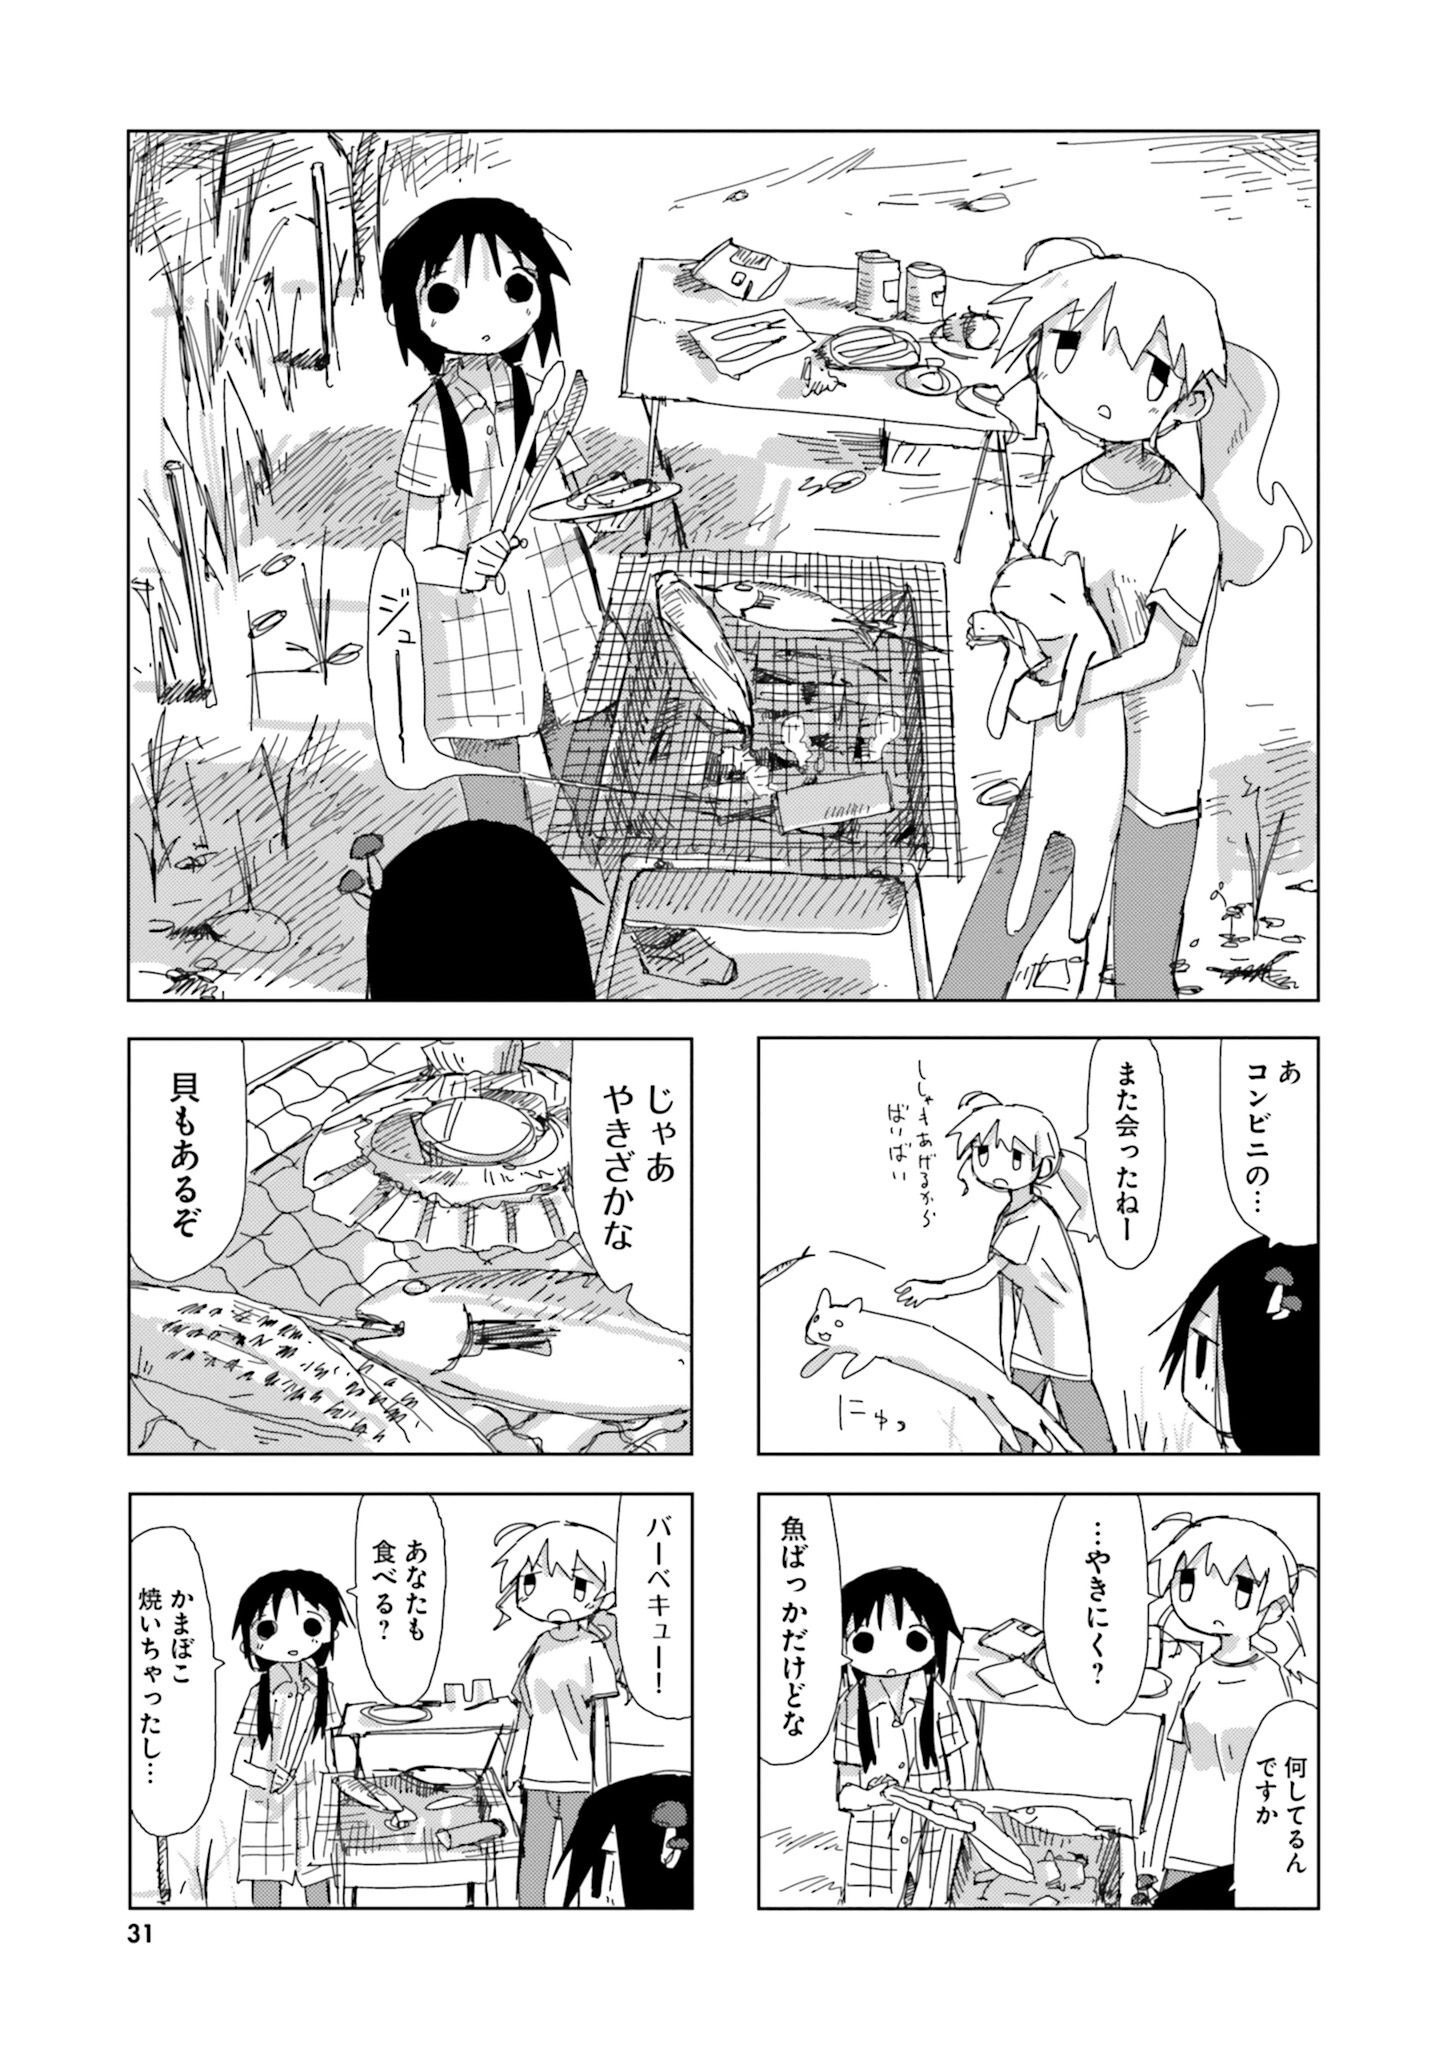 ジューー
あ
コンビニの…
また会ったねー
ししゃもあげるから
ばいばい
にゅっ
何してるん
ですか
…やきにく?
魚ばっかだけどな
じゃあ
やきざかな
貝もあるぞ
バーベキュー!
あなたも
食べる?
かまぼこ
焼いちゃったし…
31